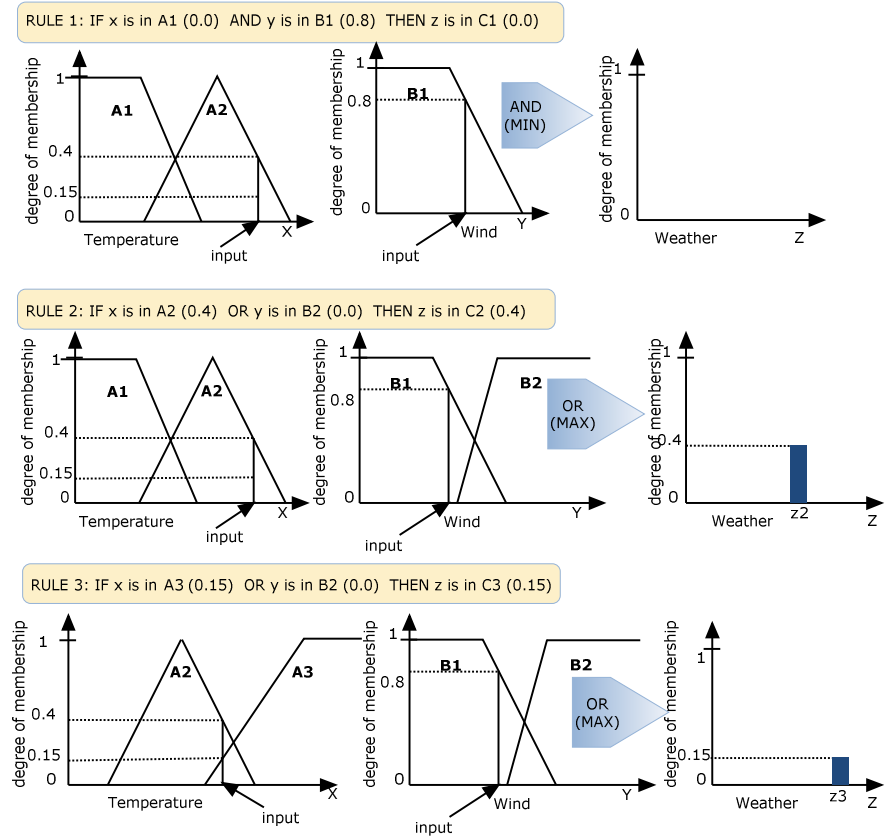 RULE 1: IF x is in A1 (0.0) AND y is in B1 (0.8) THEN z is in C1 (0.0)
degree of membership
1
A1
A2
0.4
0.15
0
Temperature
X
input
degree of membership
1
B1
0.8
0
Wind
Y
input
AND
(MIN)
degree of membership
1
0
Weather
Z
RULE 2: IF x is in A2 (0.4) OR y is in B2 (0.0) THEN z is in C2 (0.4)
degree of membership
1
A1
A2
0.4
0.15
0
Temperature
X
input
degree of membership
1
B1
B2
0.8
0
Wind
Y
input
OR
(MAX)
degree of membership
1
0.4
0
Weather
z2
Z
RULE 3: IF x is in A3 (0.15) OR y is in B2 (0.0) THEN z is in C3 (0.15)
degree of membership
1
A2
A3
0.4
0.15
0
Temperature
X
input
degree of membership
1
B1
B2
0.8
0
Wind
Y
input
OR
(MAX)
degree of membership
1
0.15
0
Weather
z3
Z